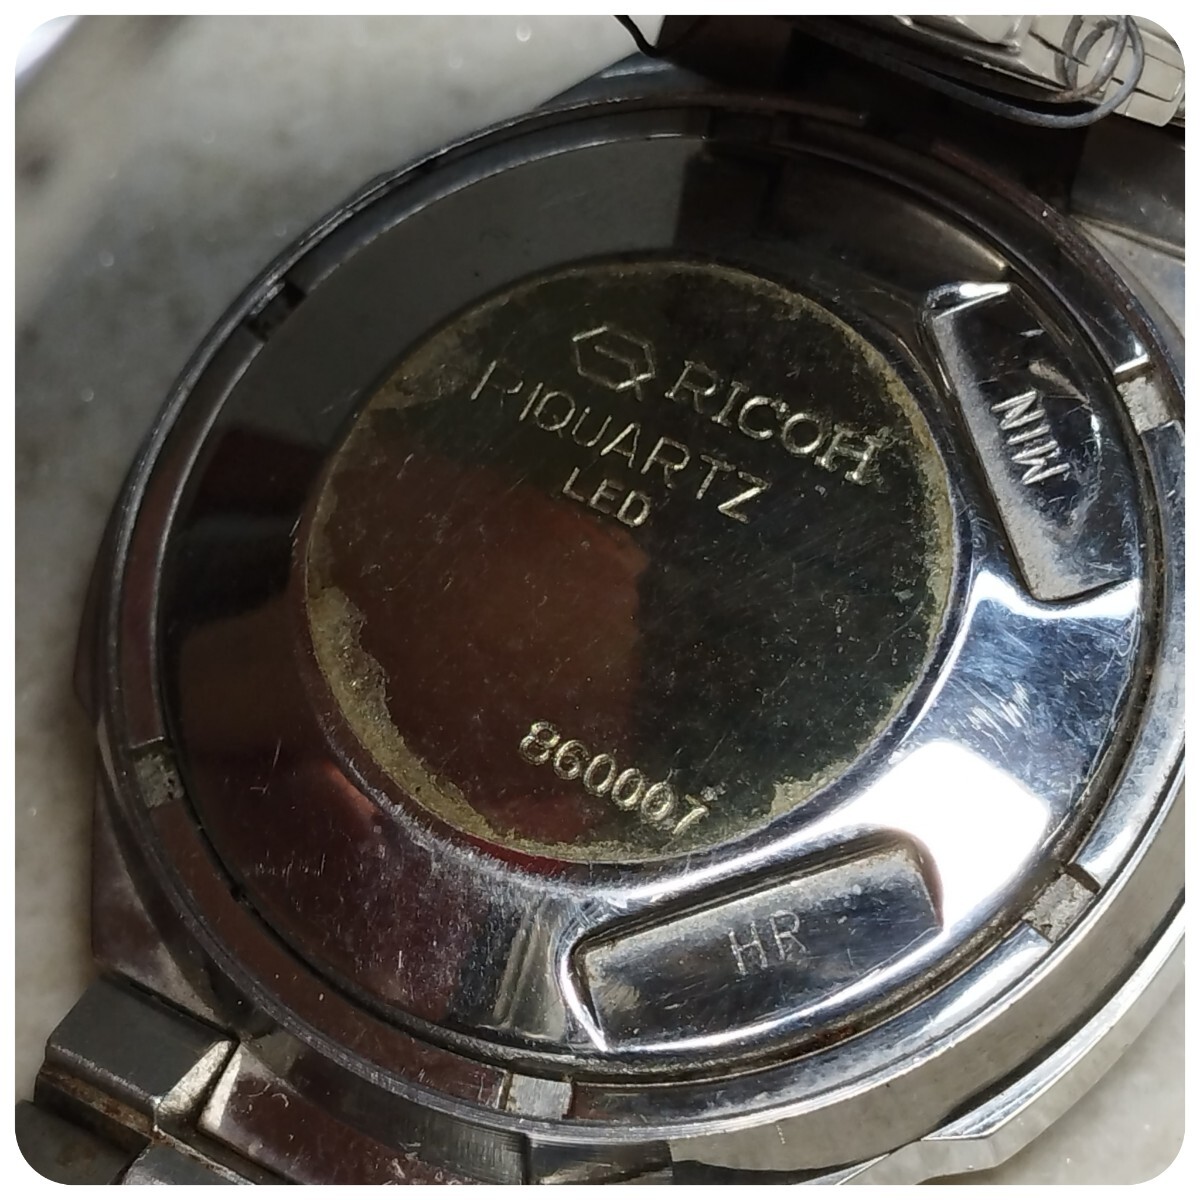 RICOH
RIQUARTZ
LED
860007
MIN
HR